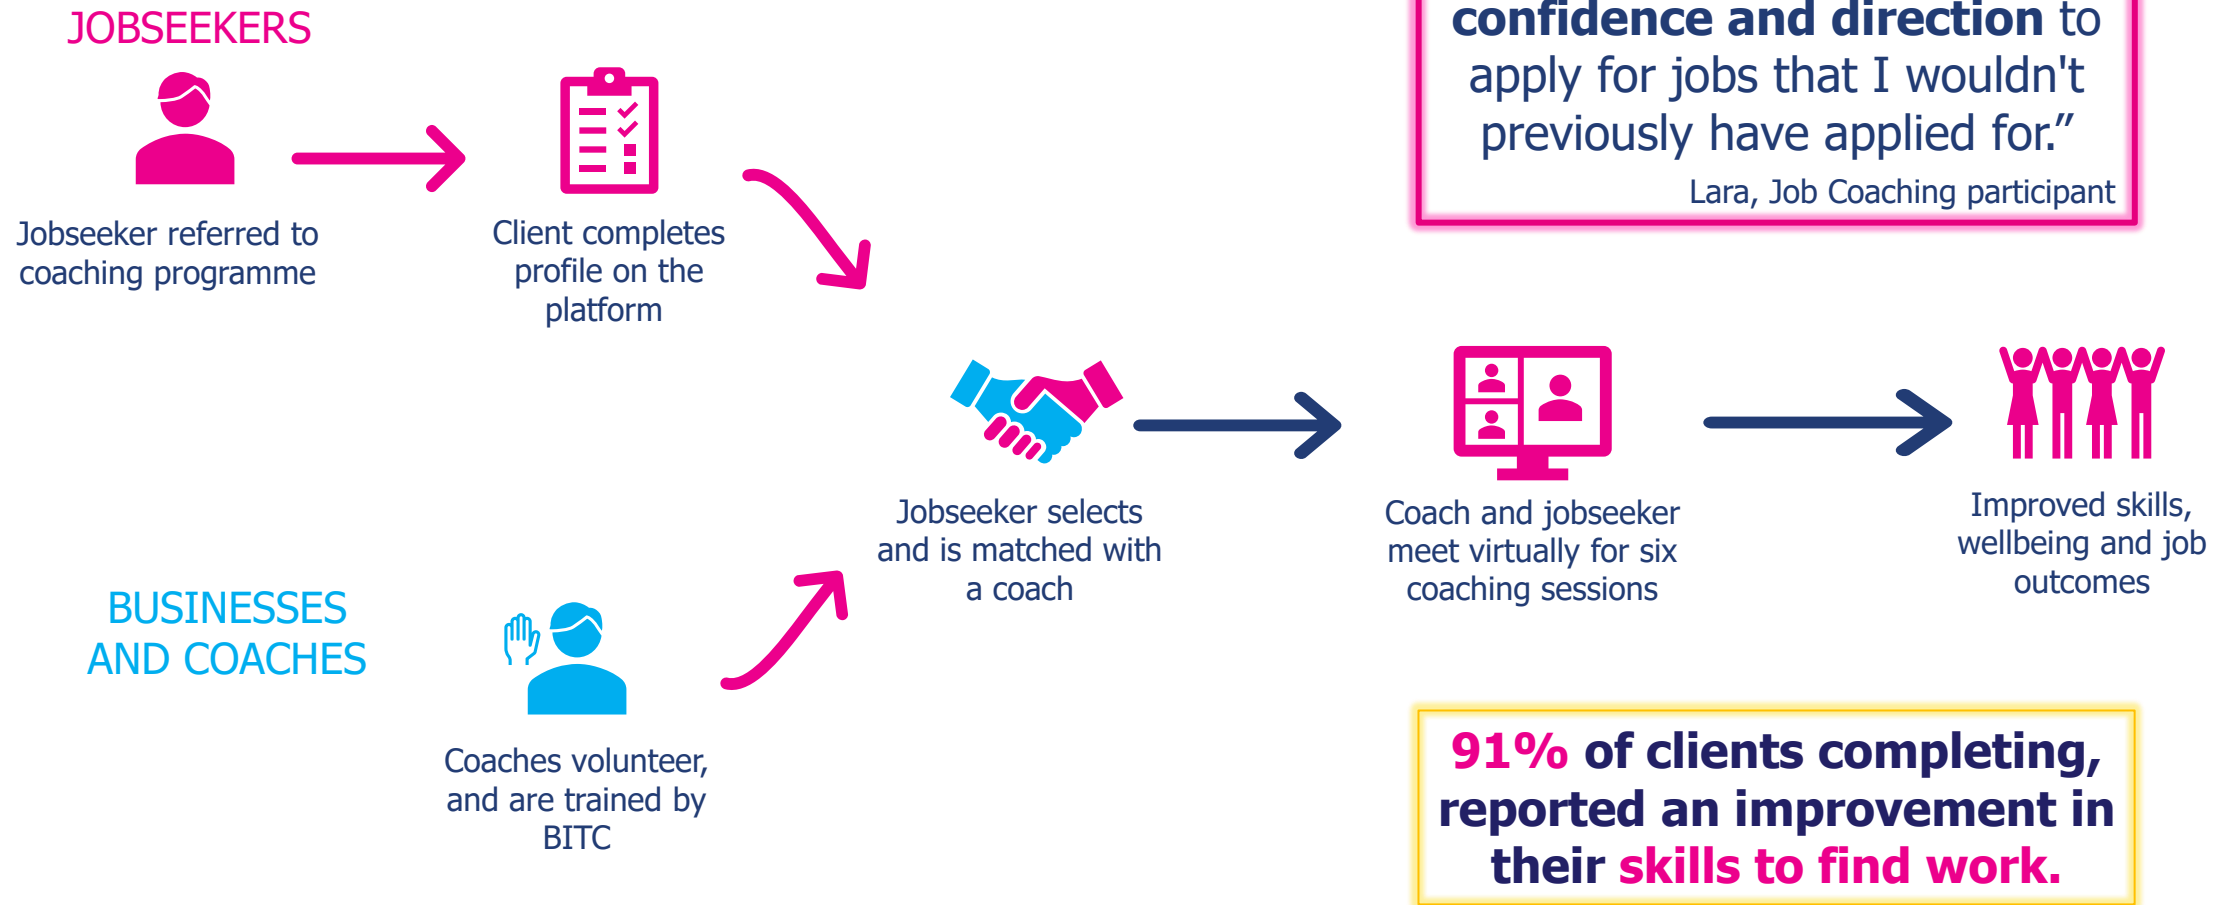 JOBSEEKERS
Jobseeker referred to
coaching programme
Client completes
profile on the
platform
confidence and direction to
apply for jobs that I wouldn't
previously have applied for.”
Lara, Job Coaching participant
BUSINESSES
AND COACHES
Coaches volunteer,
and are trained by
BITC
Jobseeker selects
and is matched with
a coach
Coach and jobseeker
meet virtually for six
coaching sessions
Improved skills,
wellbeing and job
outcomes
91% of clients completing,
reported an improvement in
their skills to find work.